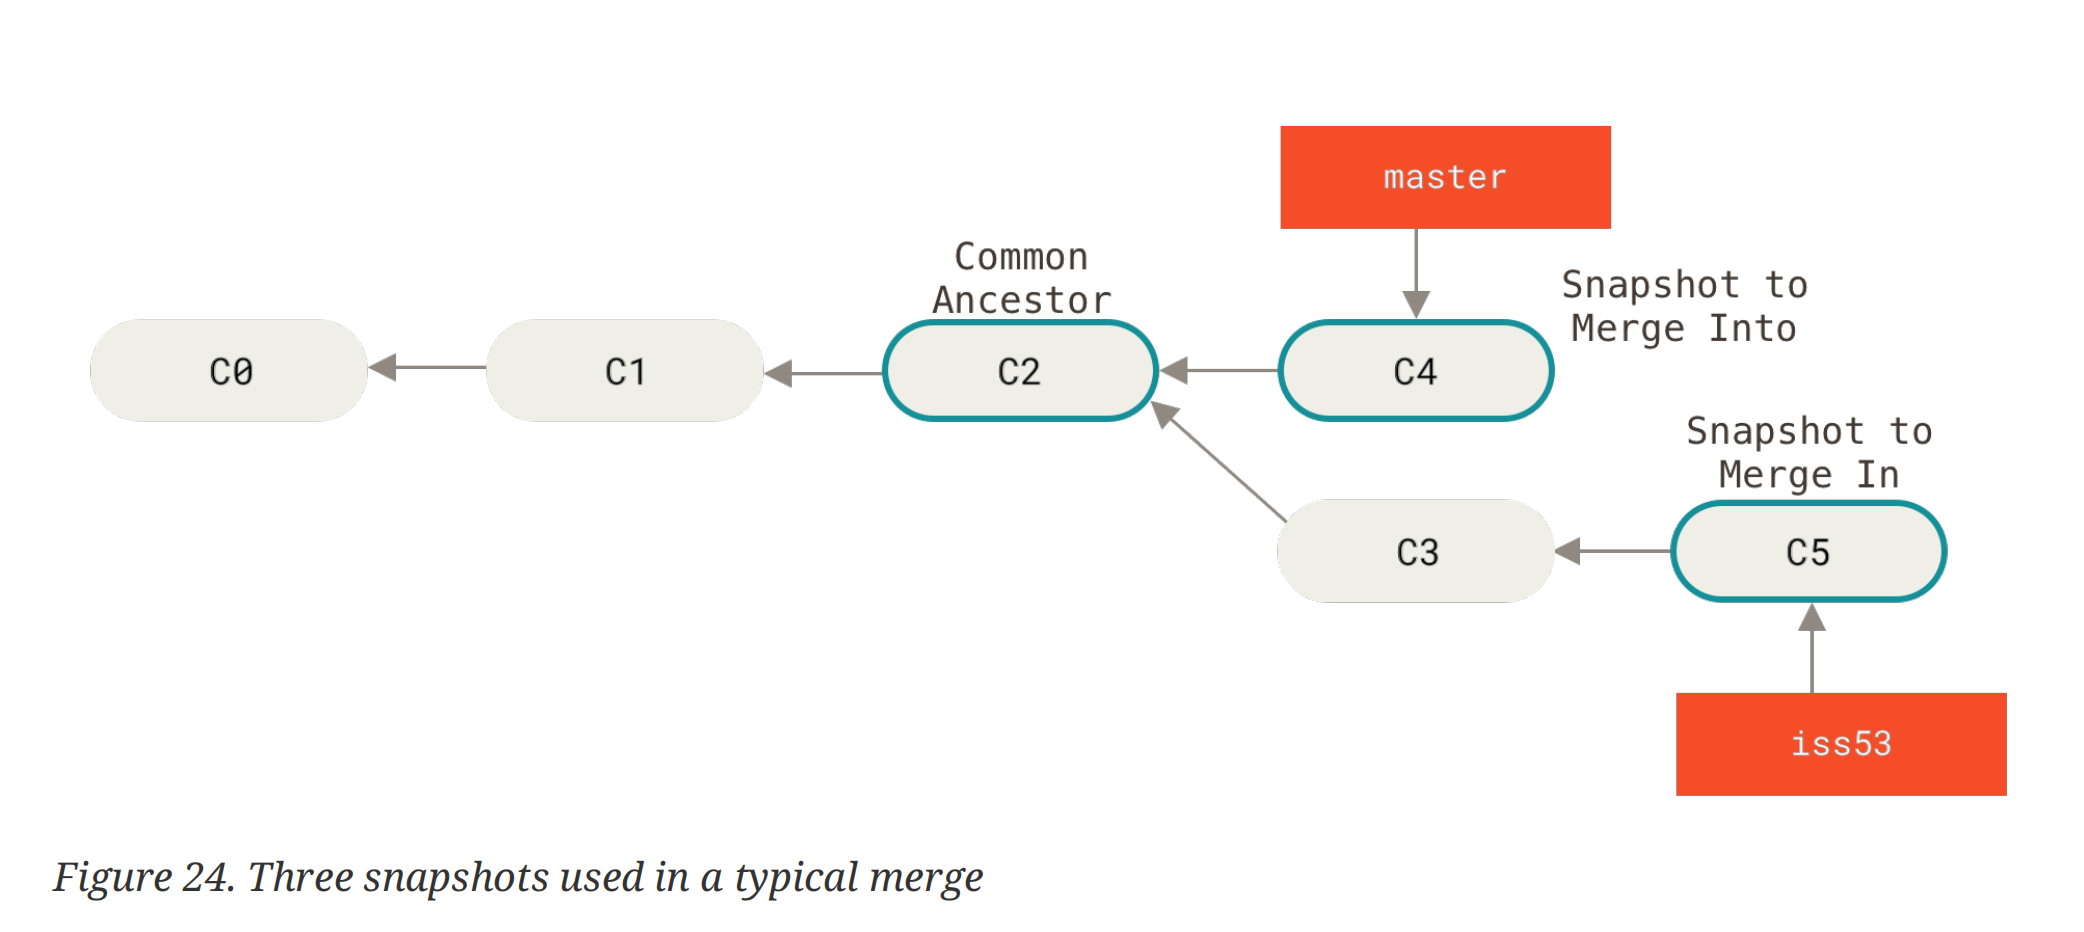 master
Common
Ancestor
Snapshot to
Merge Into
C0
C1
C2
C4
Snapshot to
Merge In
C3
C5
iss53
Figure 24. Three snapshots used in a typical merge